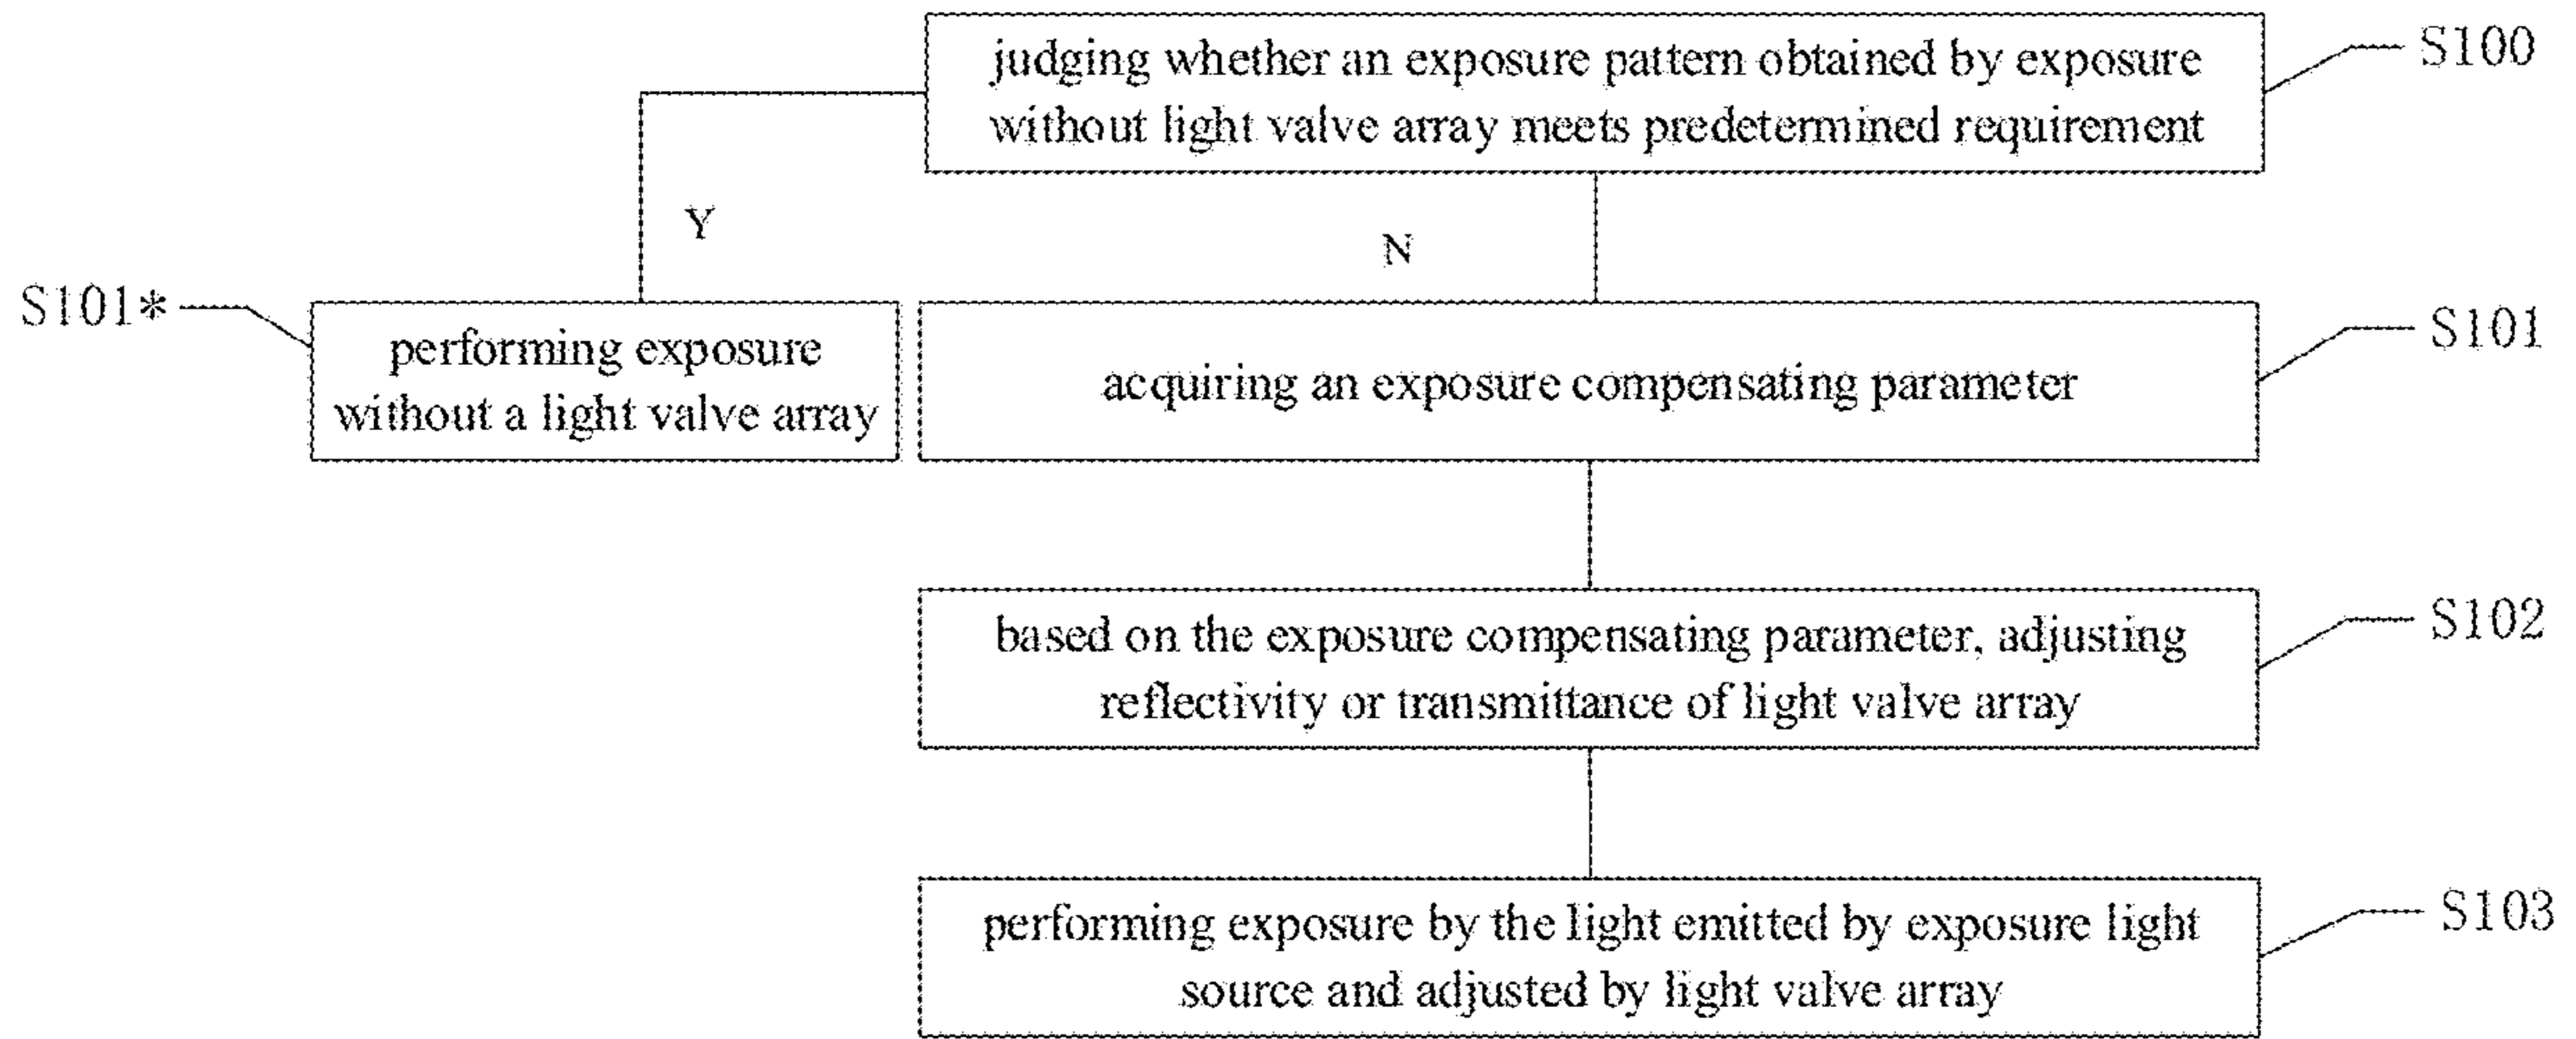 judging whether an exposure pattern obtained by exposure
without light valve array meets predetermined requirement
S100
Y
N
S101*
performing exposure
without a light valve array
acquiring an exposure compensating parameter
S101
based on the exposure compensating parameter, adjusting
reflectivity or transmittance of light valve array
S102
performing exposure by the light emitted by exposure light
source and adjusted by light valve array
S103